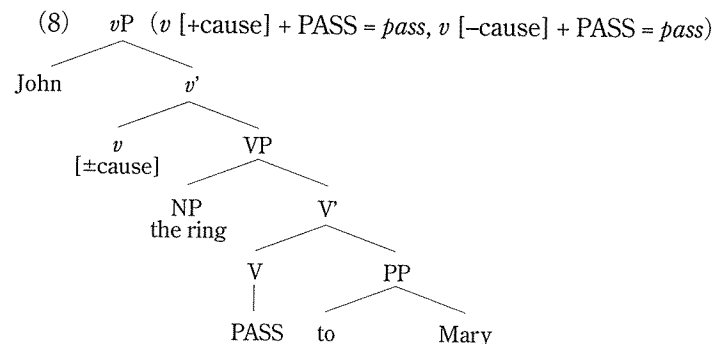 (8) vP (v [+cause] + PASS = pass, v [–cause] + PASS = pass)
John v’
v VP
[±cause]
NP V’
the ring
V PP
PASS to Mary